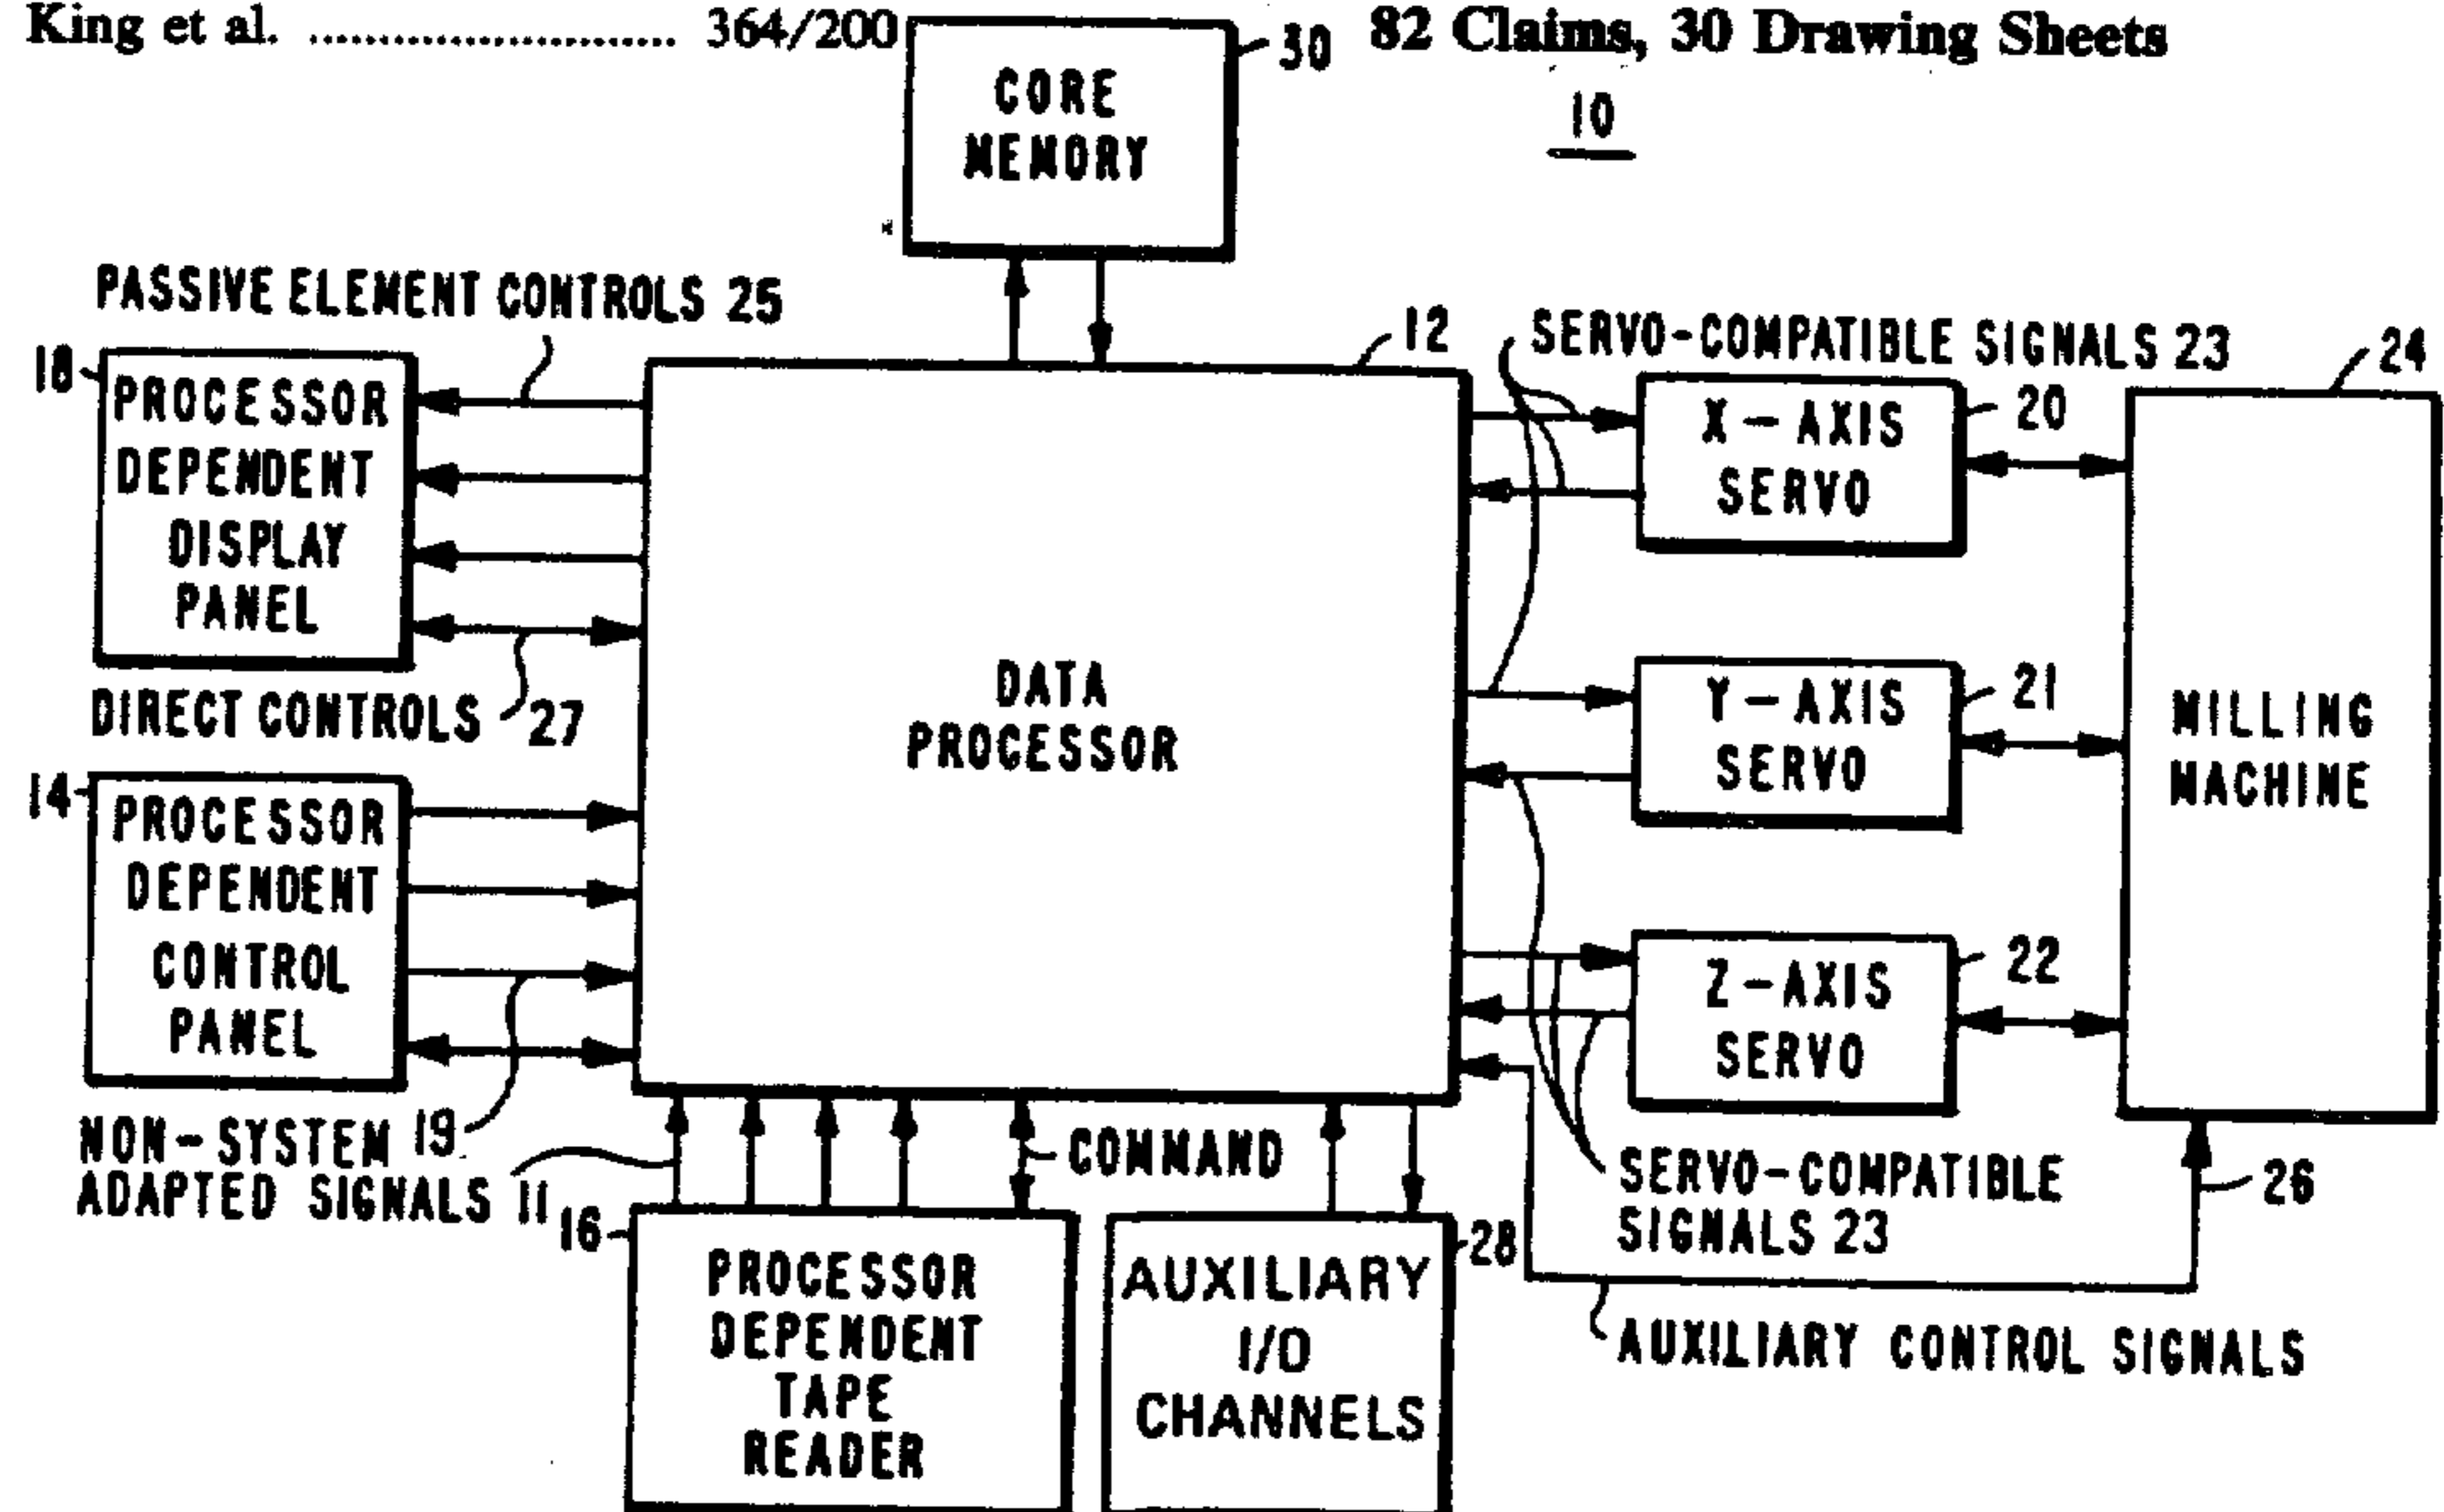 King et al. ........................... 364/200
82 Claims, 30 Drawing Sheets
10
CORE
MEMORY
30
PASSIVE ELEMENT CONTROLS 25
12
SERVO-COMPATIBLE SIGNALS 23
24
18
PROCESSOR
DEPENDENT
DISPLAY
PANEL
X-AXIS
SERVO
20
DIRECT CONTROLS 27
DATA
PROCESSOR
Y-AXIS
SERVO
21
MILLING
MACHINE
14
PROCESSOR
DEPENDENT
CONTROL
PANEL
Z-AXIS
SERVO
22
NON-SYSTEM 19
ADAPTED SIGNALS 11
COMMAND
SERVO-COMPATIBLE
SIGNALS 23
26
16
PROCESSOR
DEPENDENT
TAPE
READER
AUXILIARY
I/O
CHANNELS
28
AUXILIARY CONTROL SIGNALS